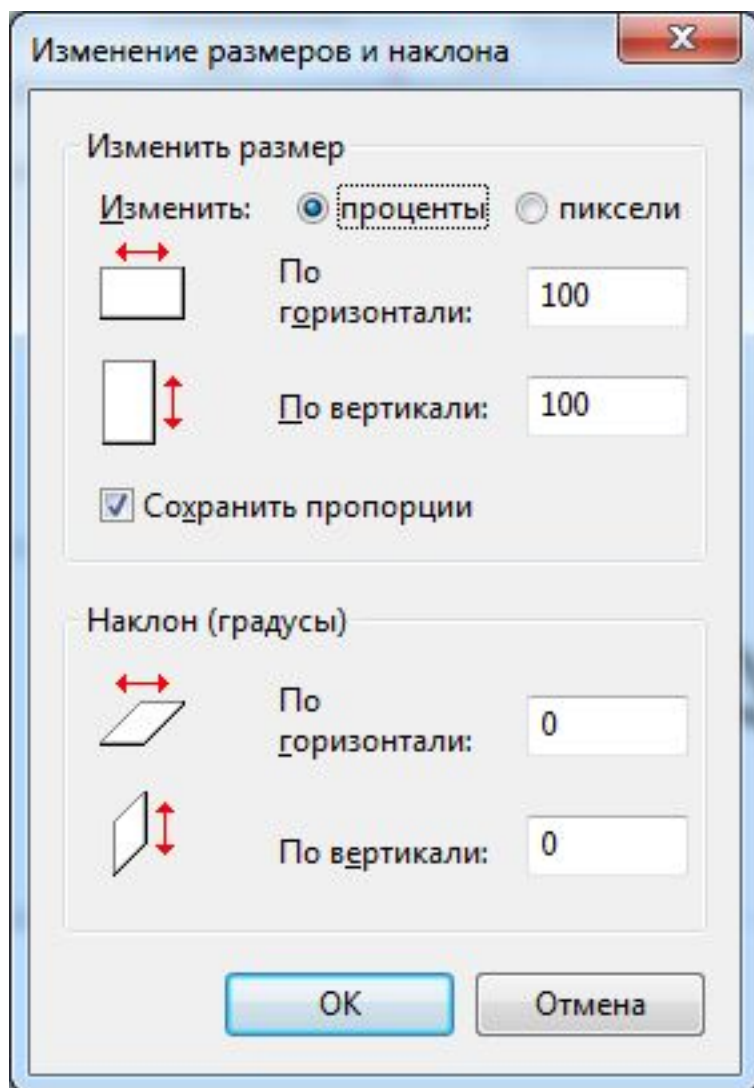 Изменение размеров и наклона
Изменить размер
Изменить: проценты пиксели
По
горизонтали: 100
По вертикали: 100
Сохранить пропорции
Наклон (градусы)
По
горизонтали: 0
По вертикали: 0
ОК Отмена